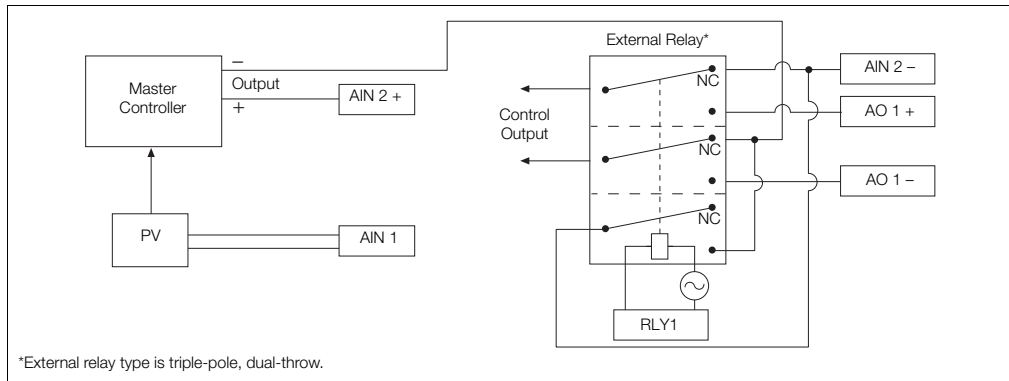 External Relay*
Master
Controller
–
Output
+
AIN 2 +
PV
AIN 1
Control
Output
NC
NC
NC
AIN 2 –
AO 1 +
AO 1 –
RLY1
*External relay type is triple-pole, dual-throw.